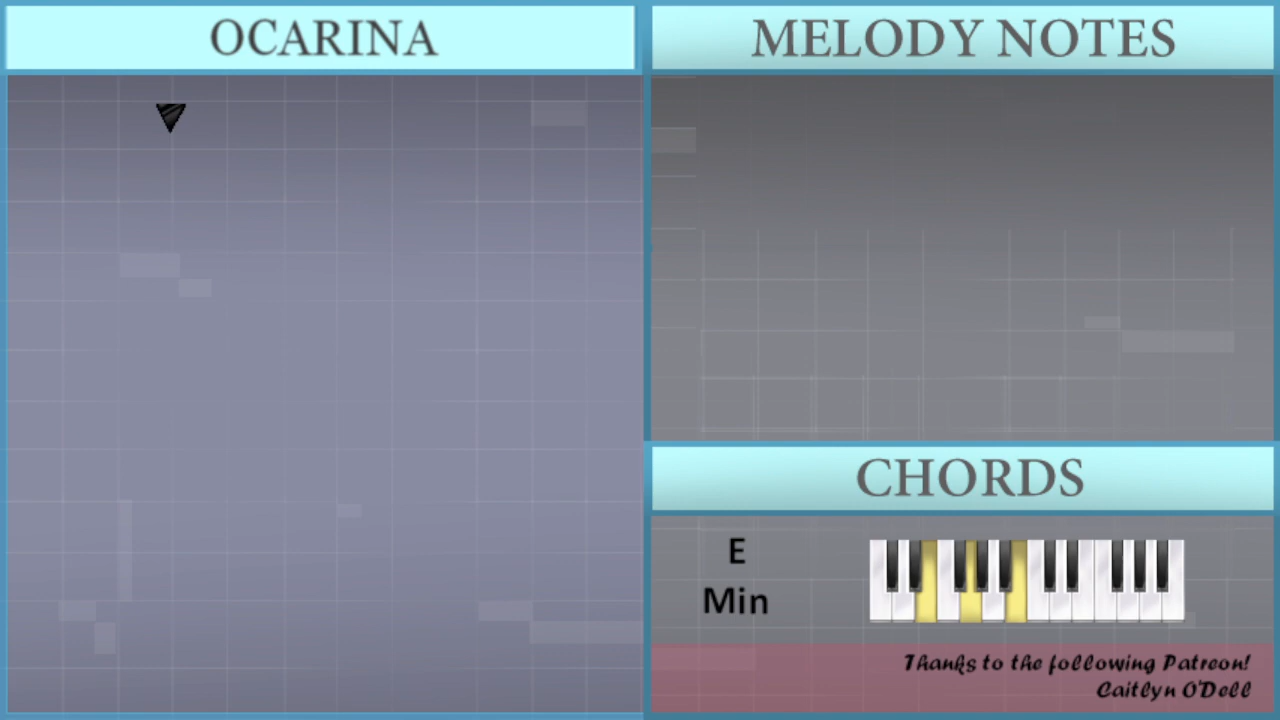 OCARINA
MELODY NOTES
CHORDS
E
Min
Thanks to the following Patreon!
Caitlyn O'Dell